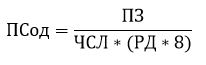 ПСод = ПЗ / ЧСЛ * (РД * 8)